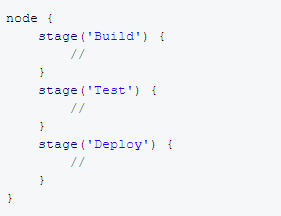 node {
    stage('Build') {
        //
    }
    stage('Test') {
        //
    }
    stage('Deploy') {
        //
    }
}